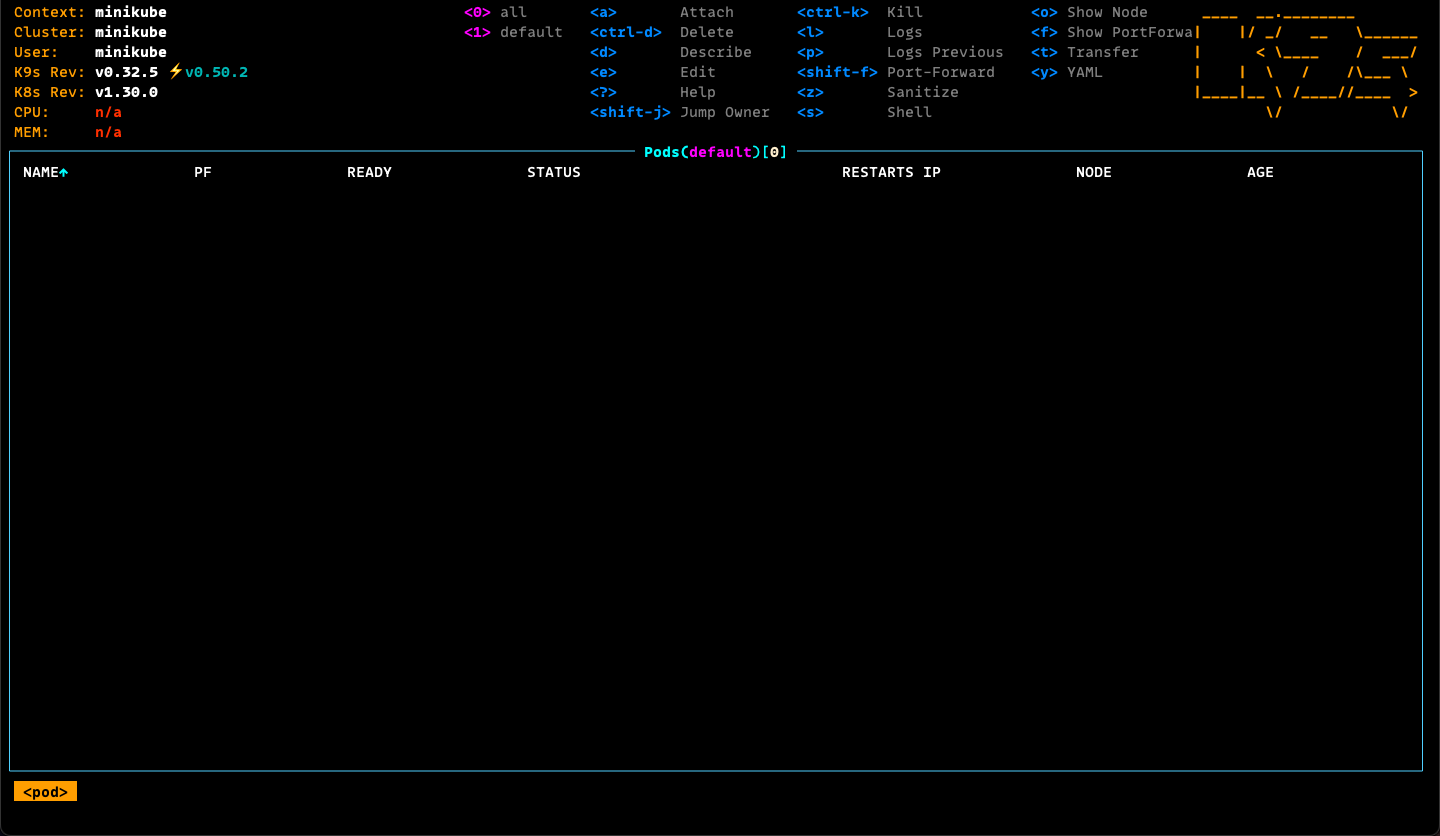 Context: minikube <0> all <a> Attach <ctrl-k> Kill <o> Show Node
Cluster: minikube <1> default <ctrl-d> Delete <l> Logs <f> Show PortForwa
User: minikube <d> Describe <p> Logs Previous <t> Transfer
K9s Rev: v0.32.5 ⚡v0.50.2 <e> Edit <shift-f> Port-Forward <y> YAML
K8s Rev: v1.30.0 <?> Help <z> Sanitize
CPU: n/a <shift-j> Jump Owner <s> Shell
MEM: n/a
Pods(default)[0]
NAME↑ PF READY STATUS RESTARTS IP NODE AGE
<pod>